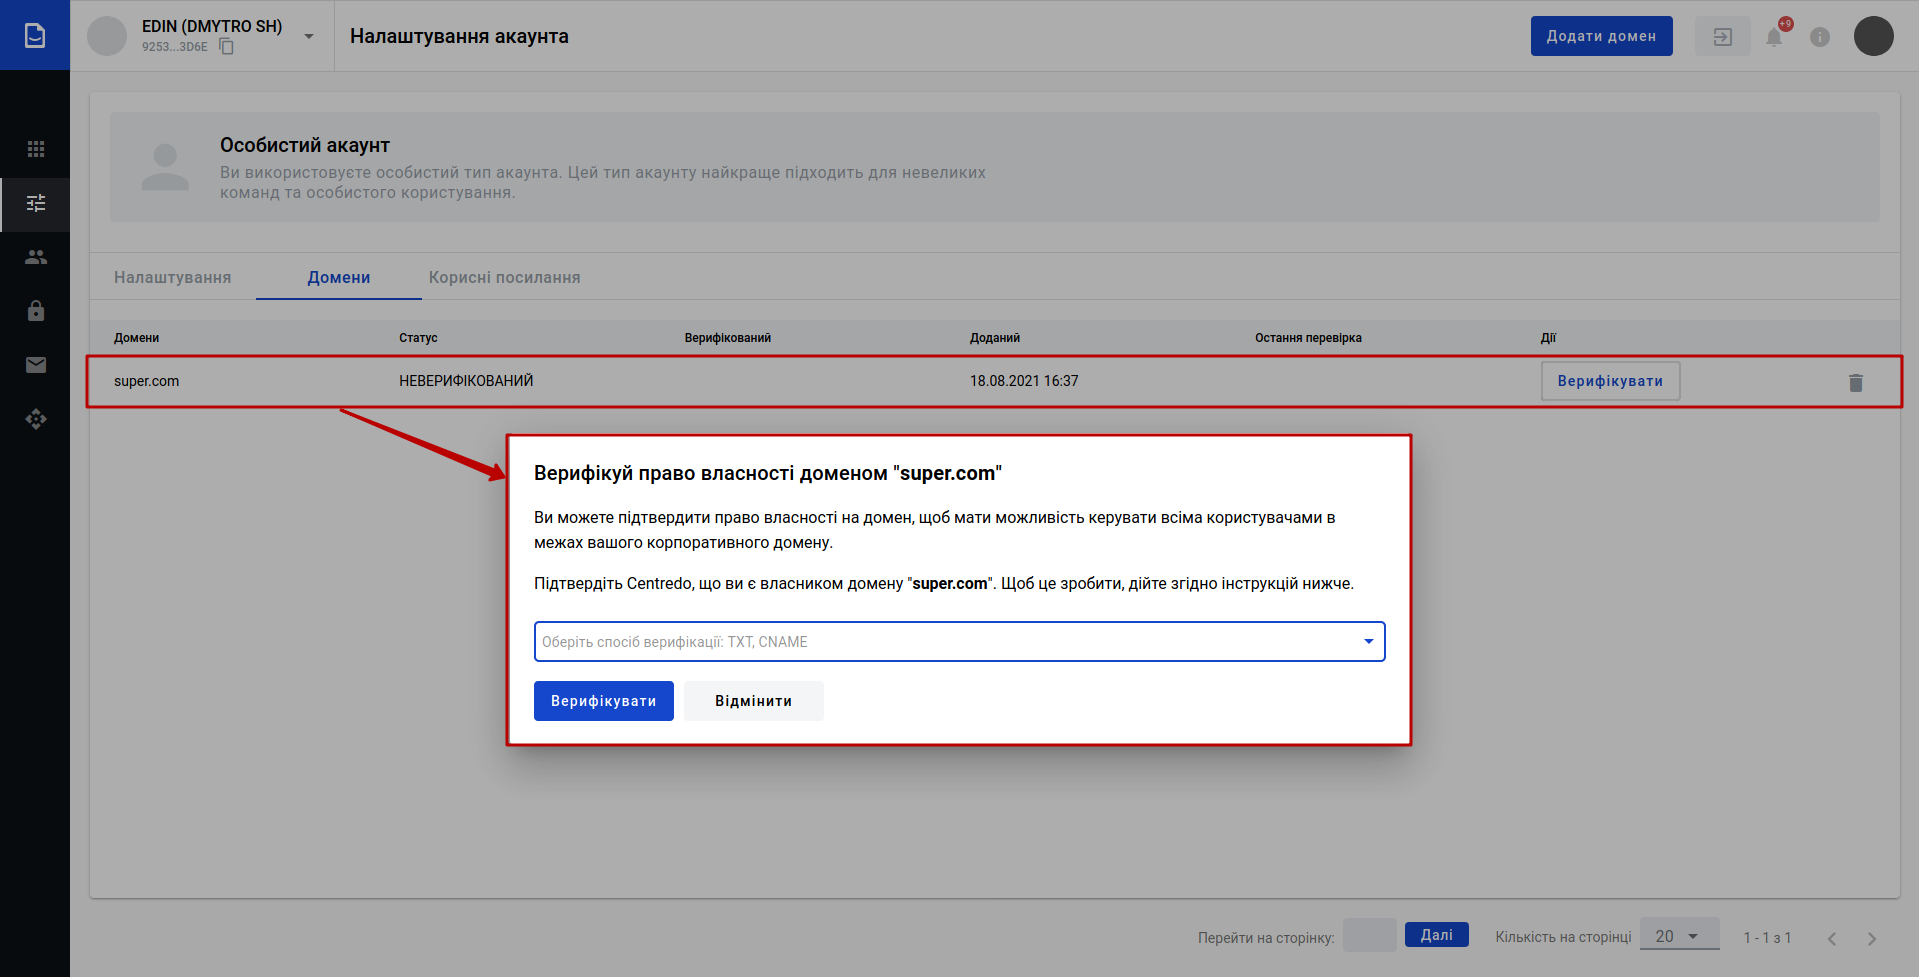 EDIN (DMYTRO SH)
9253...3D6E
Налаштування акаунта
Додати домен
+9
Особистий акаунт
Ви використовуєте особистий тип акаунта. Цей тип акаунту найкраще підходить для невеликих
команд та особистого користування.
Налаштування Домени Корисні посилання
Домени Статус Верифікований Доданий Остання перевірка Дії
super.com НЕВЕРИФІКОВАНИЙ 18.08.2021 16:37 Верифікувати
Верифікуй право власності доменом "super.com"
Ви можете підтвердити право власності на домен, щоб мати можливість керувати всіма користувачами в
межах вашого корпоративного домену.
Підтвердіть Centredo, що ви є власником домену "super.com". Щоб це зробити, дійте згідно інструкцій нижче.
Оберіть спосіб верифікації: TXT, CNAME
Верифікувати Відмінити
Перейти на сторінку: Далі Кількість на сторінці 20 1 - 1 з 1